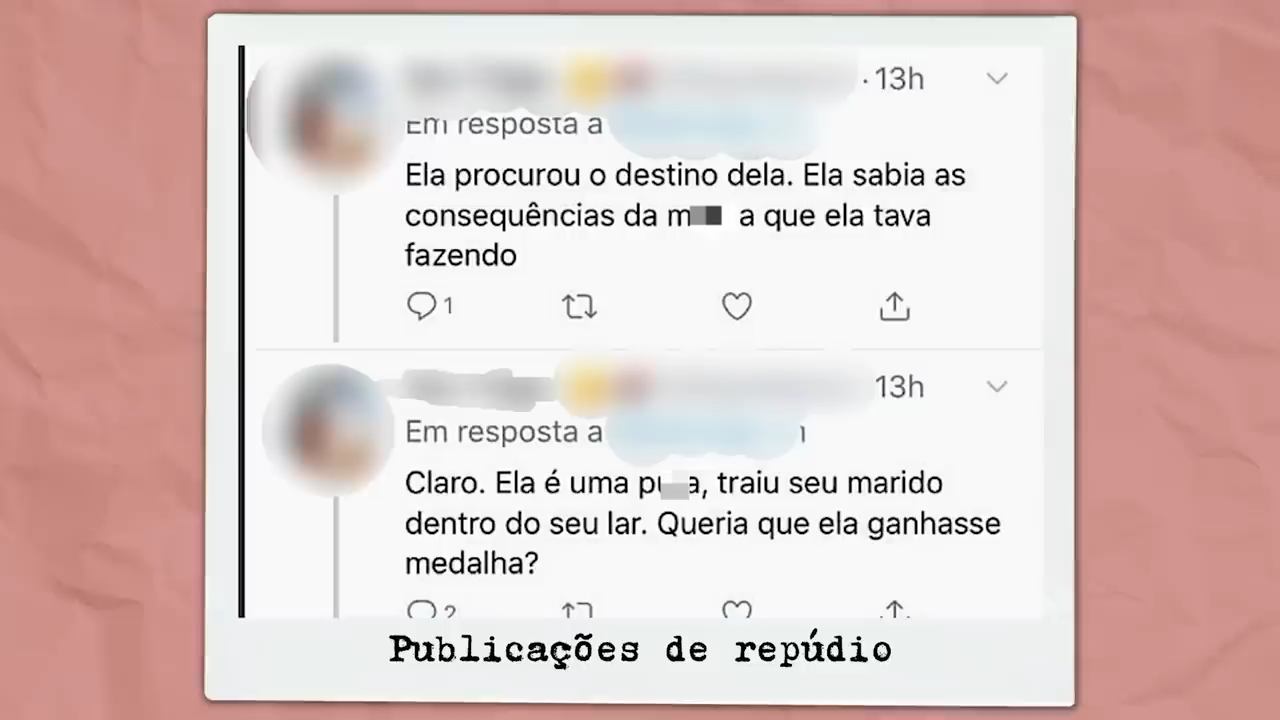 · 13h
Em resposta a
Ela procurou o destino dela. Ela sabia as
consequências da m a que ela tava
fazendo
1
13h
Em resposta a
Claro. Ela é uma pu a, traiu seu marido
dentro do seu lar. Queria que ela ganhasse
medalha?
2
Publicações de repúdio